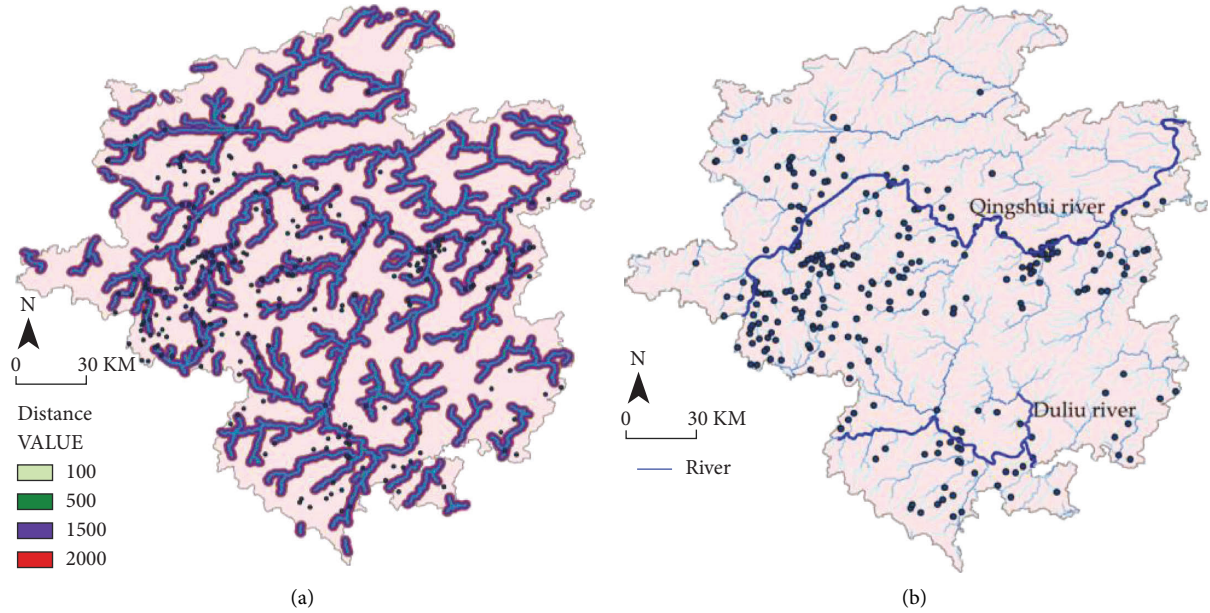 N
0 30 KM
Distance
VALUE
100
500
1500
2000
(a)
Qingshui river
N
0 30 KM
Duliu river
River
(b)